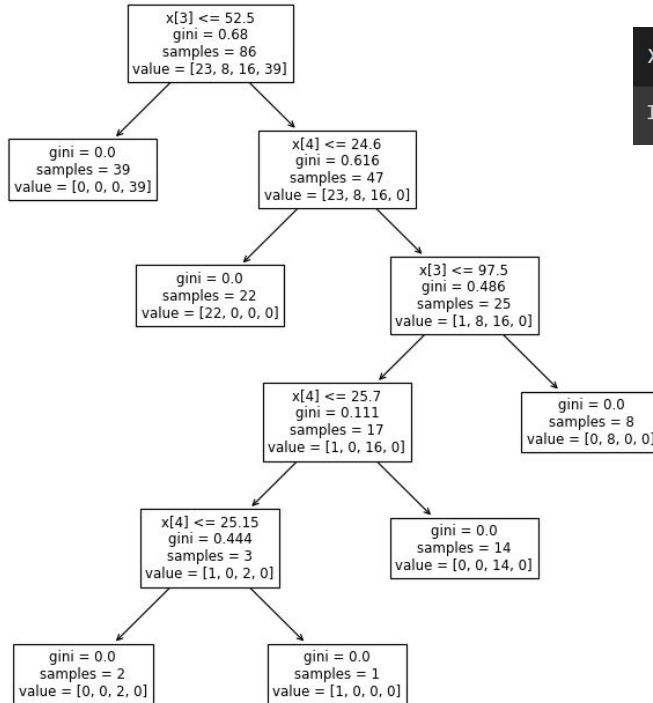 x[3] <= 52.5
gini = 0.68
samples = 86
value = [23, 8, 16, 39]
gini = 0.0
samples = 39
value = [0, 0, 0, 39]
x[4] <= 24.6
gini = 0.616
samples = 47
value = [23, 8, 16, 0]
gini = 0.0
samples = 22
value = [22, 0, 0, 0]
x[3] <= 97.5
gini = 0.486
samples = 25
value = [1, 8, 16, 0]
x[4] <= 25.7
gini = 0.111
samples = 17
value = [1, 0, 16, 0]
gini = 0.0
samples = 8
value = [0, 8, 0, 0]
x[4] <= 25.15
gini = 0.444
samples = 3
value = [1, 0, 2, 0]
gini = 0.0
samples = 14
value = [0, 0, 14, 0]
gini = 0.0
samples = 2
value = [0, 0, 2, 0]
gini = 0.0
samples = 1
value = [1, 0, 0, 0]